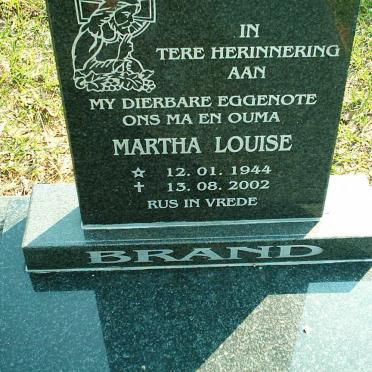 IN
TERE HERINNERING
AAN
MY DIERBARE EGGENOTE
ONS MA EN OUMA
MARTHA LOUISE
☆ 12. 01. 1944
✝ 13. 08. 2002
RUS IN VREDE
BRAND